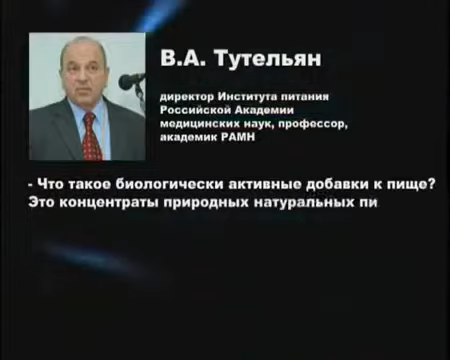 В.А. Тутельян
директор Института питания
Российской Академии
медицинских наук, профессор,
академик РАМН
- Что такое биологически активные добавки к пище?
Это концентраты природных натуральных пи